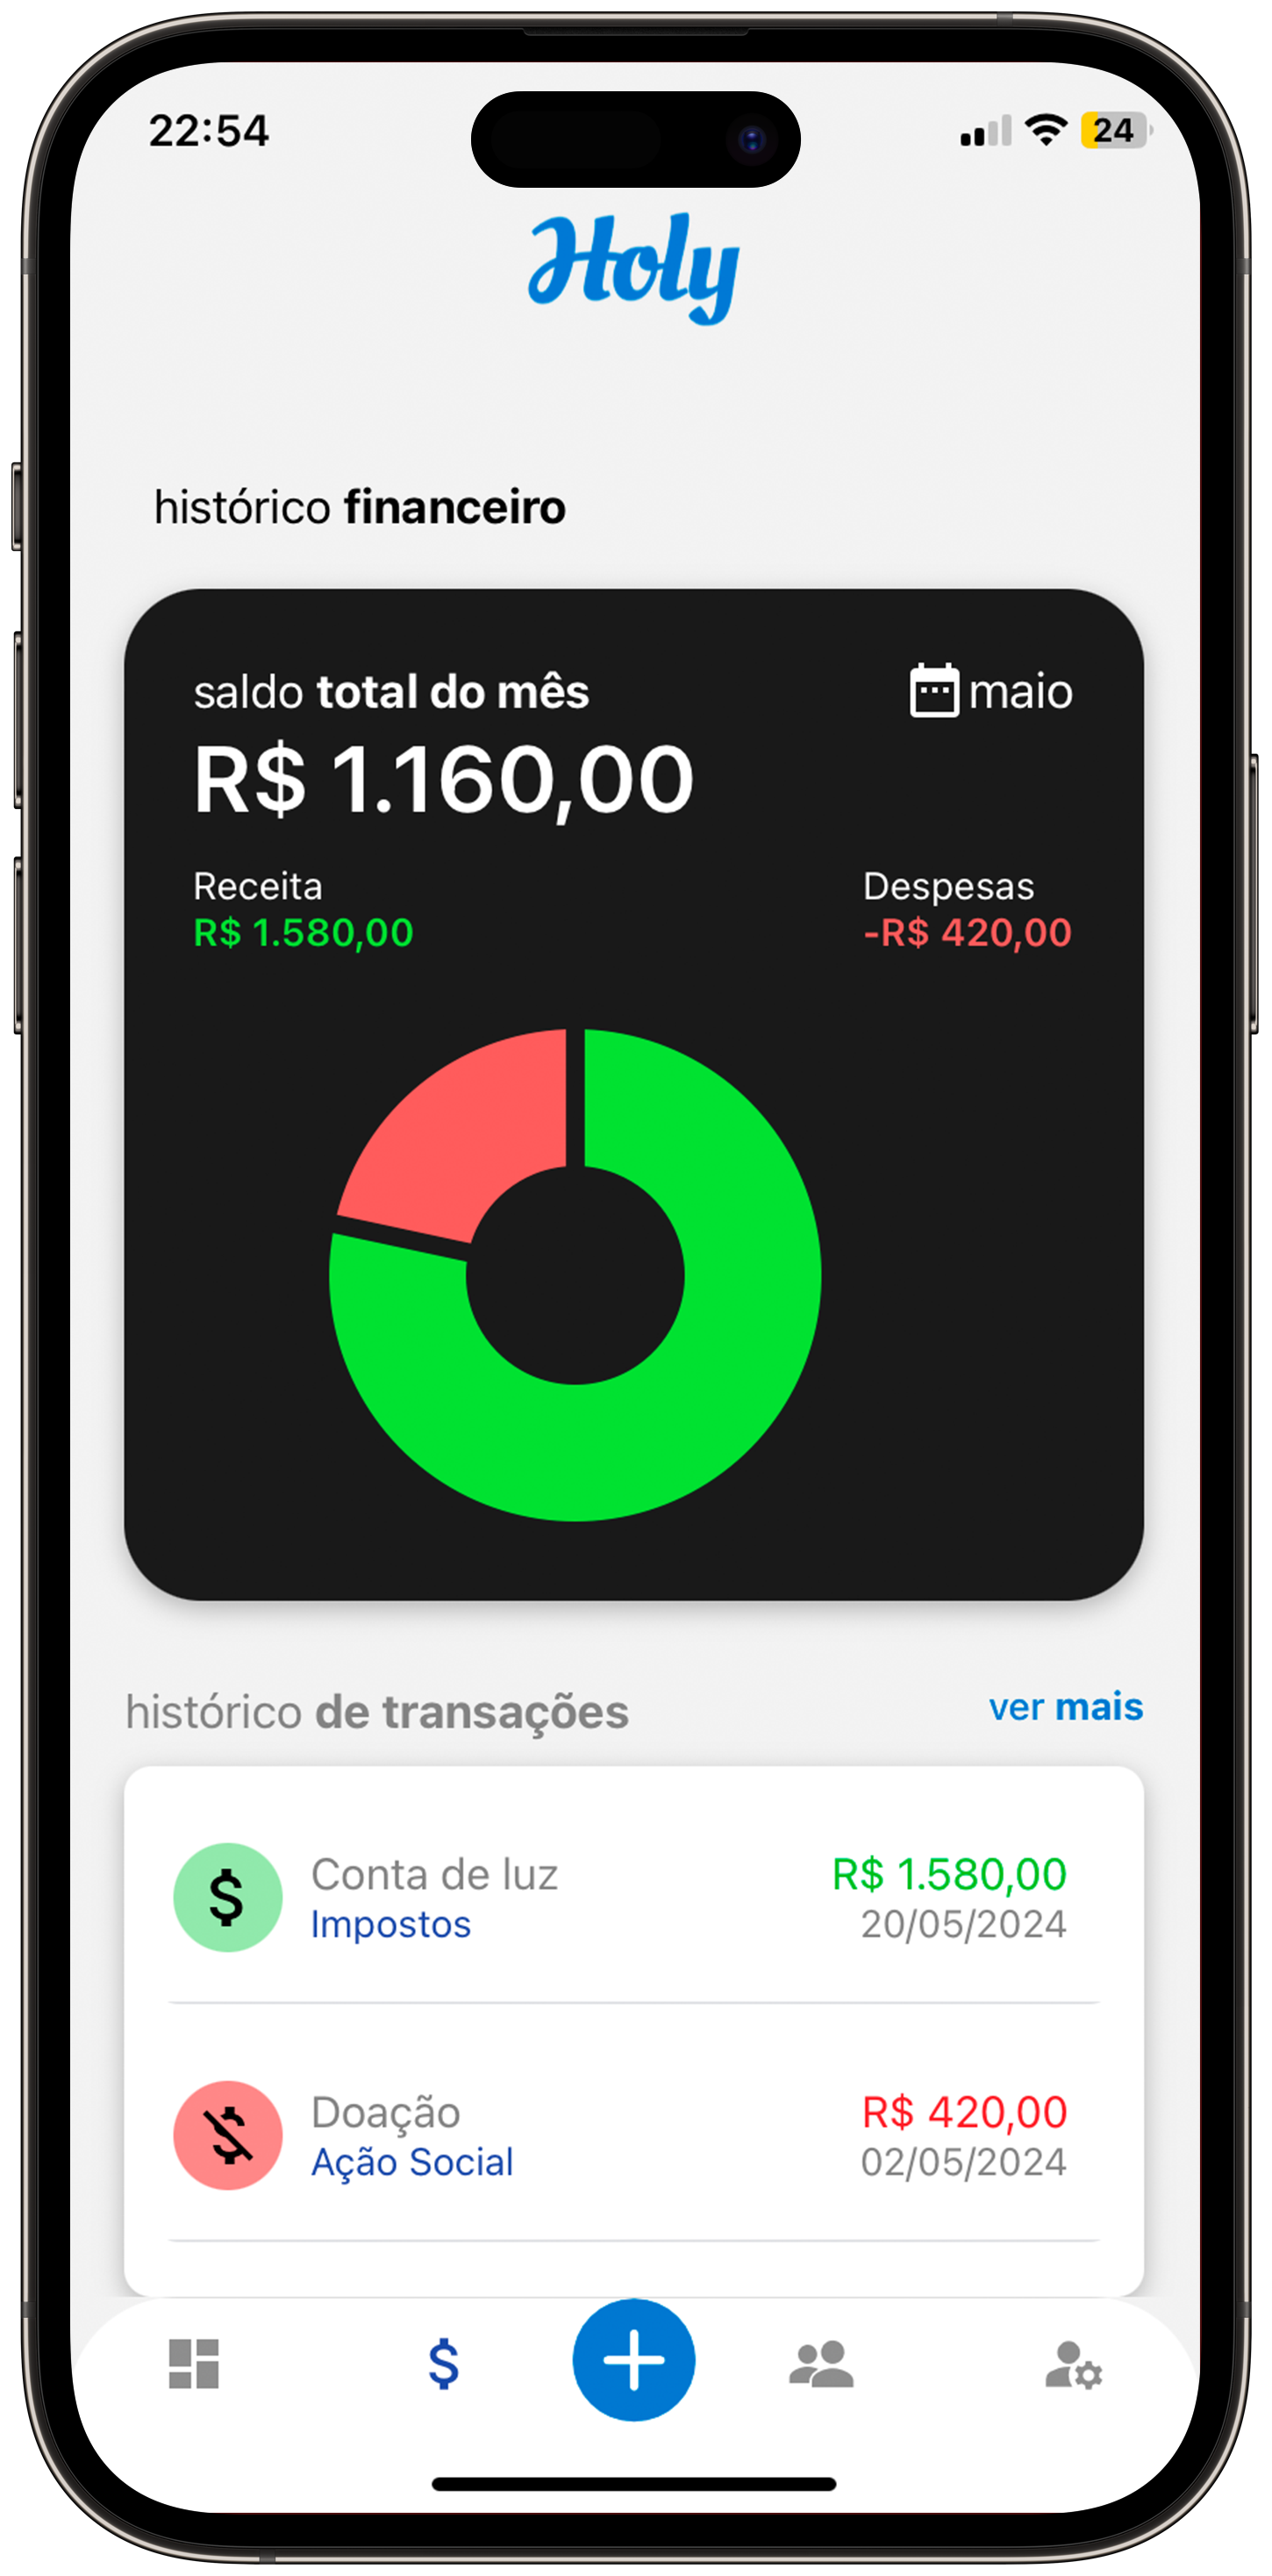 22:54
24
Holy
histórico financeiro
saldo total do mês
maio
R$ 1.160,00
Receita
Despesas
R$ 1.580,00
-R$ 420,00
histórico de transações
ver mais
Conta de luz
R$ 1.580,00
Impostos
20/05/2024
Doação
R$ 420,00
Ação Social
02/05/2024